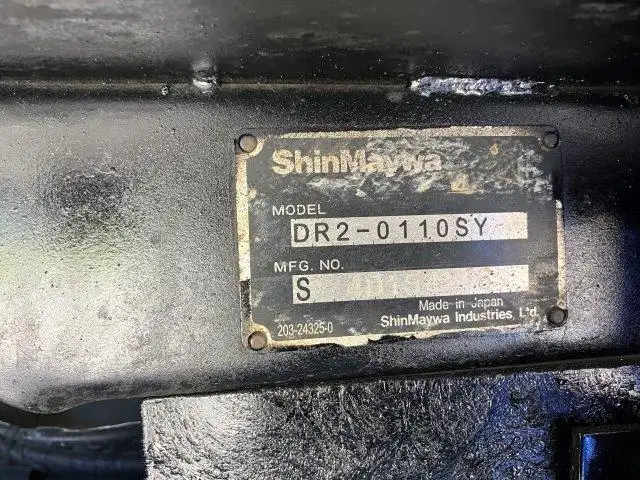 ShinMaywa
MODEL
DR2-0110SY
MFG. NO.
S
Made in Japan
203-24325-0
ShinMaywa Industries, Ltd.